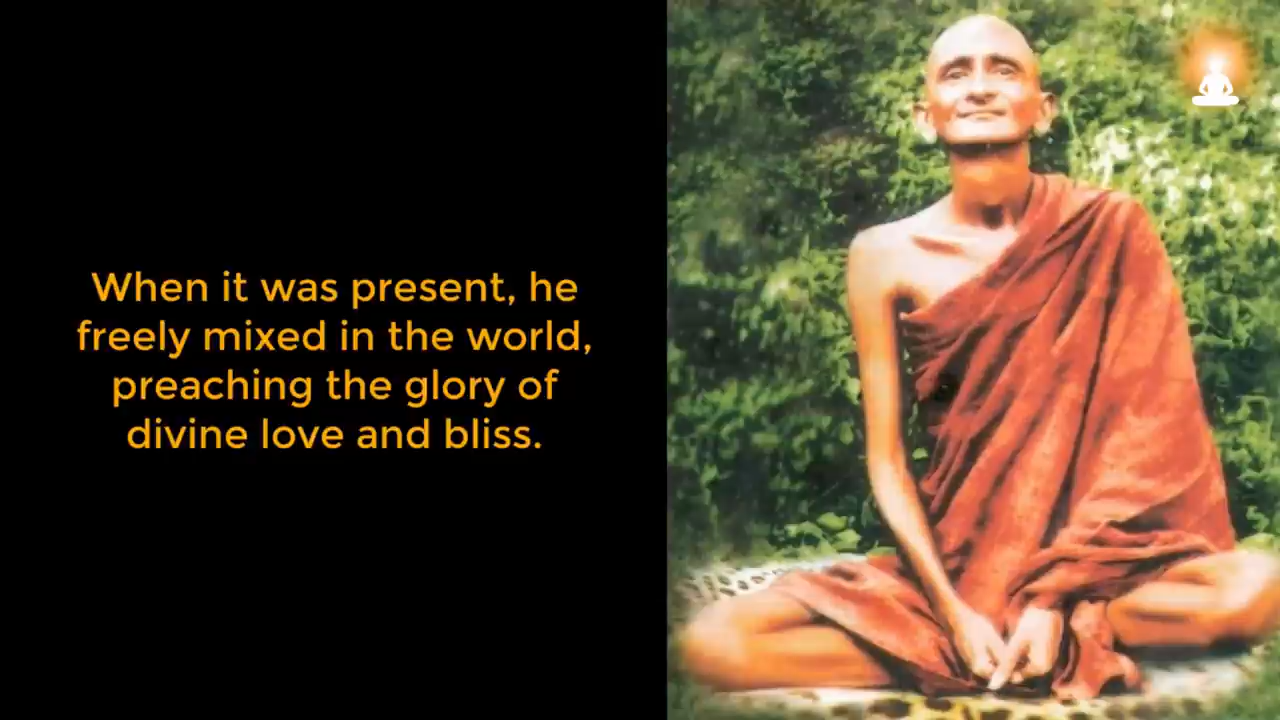 When it was present, he
freely mixed in the world,
preaching the glory of
divine love and bliss.